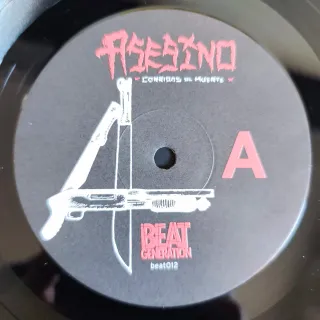 ASESINO
CORRIDOS DE MUERTE
A
BEAT
GENERATION
beat012